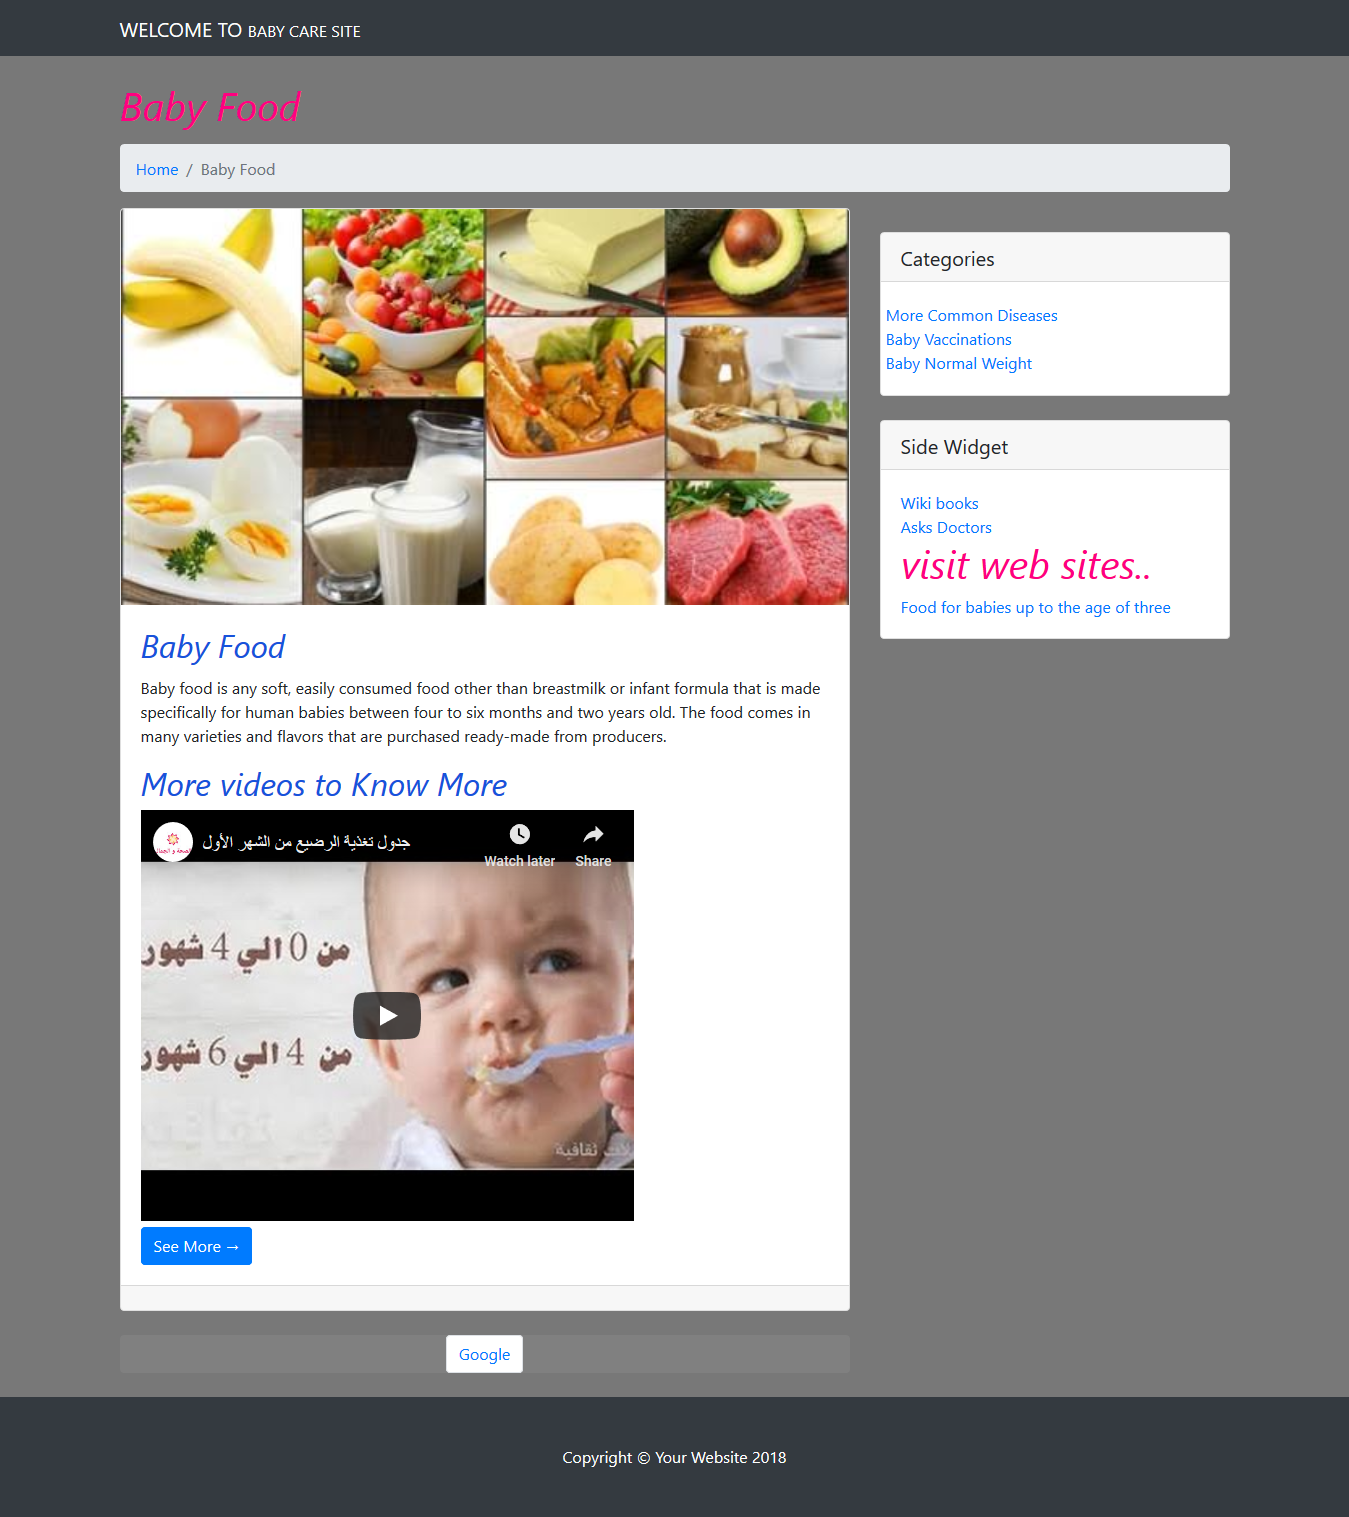 WELCOME TO BABY CARE SITE
Baby Food
Home / Baby Food
Baby Food
Baby food is any soft, easily consumed food other than breastmilk or infant formula that is made
specifically for human babies between four to six months and two years old. The food comes in
many varieties and flavors that are purchased ready-made from producers.
More videos to Know More
جدول تغذية الرضيع من الشهر الأول
Watch later
Share
من 0 الي 4 شهور
من 4 الي 6 شهور
ثقافية
See More →
Google
Categories
More Common Diseases
Baby Vaccinations
Baby Normal Weight
Side Widget
Wiki books
Asks Doctors
visit web sites..
Food for babies up to the age of three
Copyright © Your Website 2018